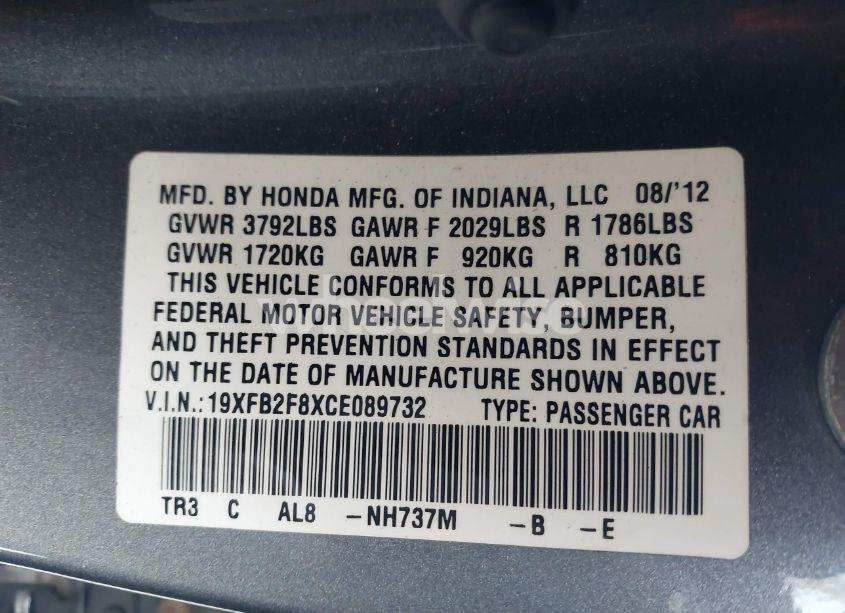 MFD. BY HONDA MFG. OF INDIANA, LLC 08/'12
GVWR 3792LBS GAWR F 2029LBS R 1786LBS
GVWR 1720KG GAWR F 920KG R 810KG
THIS VEHICLE CONFORMS TO ALL APPLICABLE
FEDERAL MOTOR VEHICLE SAFETY, BUMPER,
AND THEFT PREVENTION STANDARDS IN EFFECT
ON THE DATE OF MANUFACTURE SHOWN ABOVE.
V.I.N.:19XFB2F8XCE089732 TYPE: PASSENGER CAR
TR3 C AL8 -NH737M -B -E